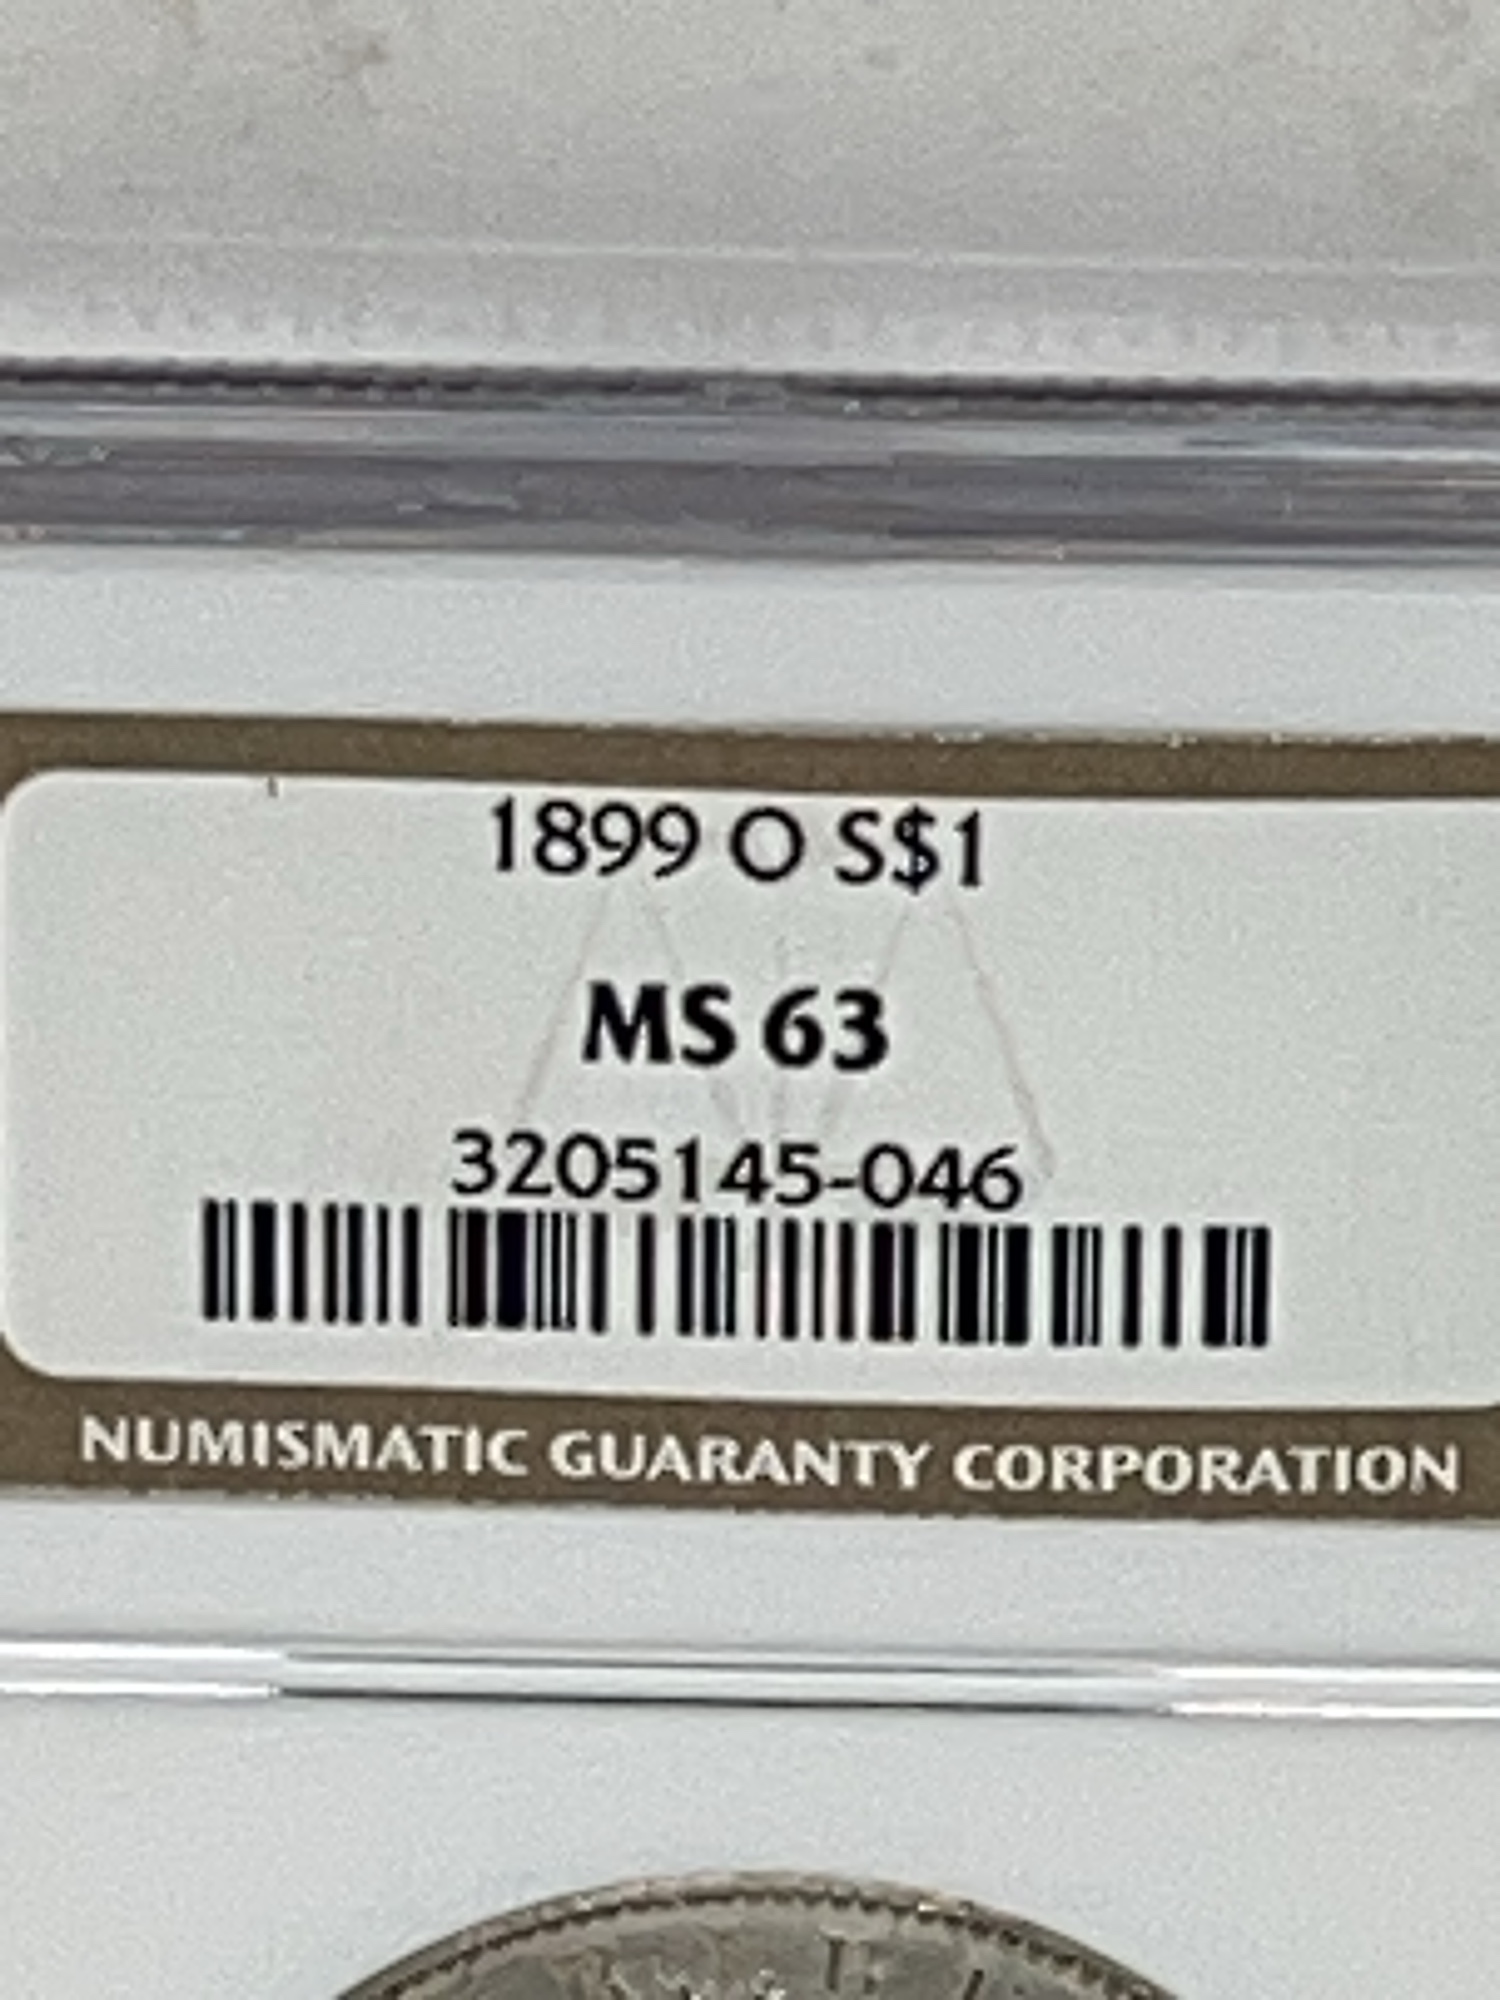 1899 O S$1
MS 63
3205145-046
NUMISMATIC GUARANTY CORPORATION